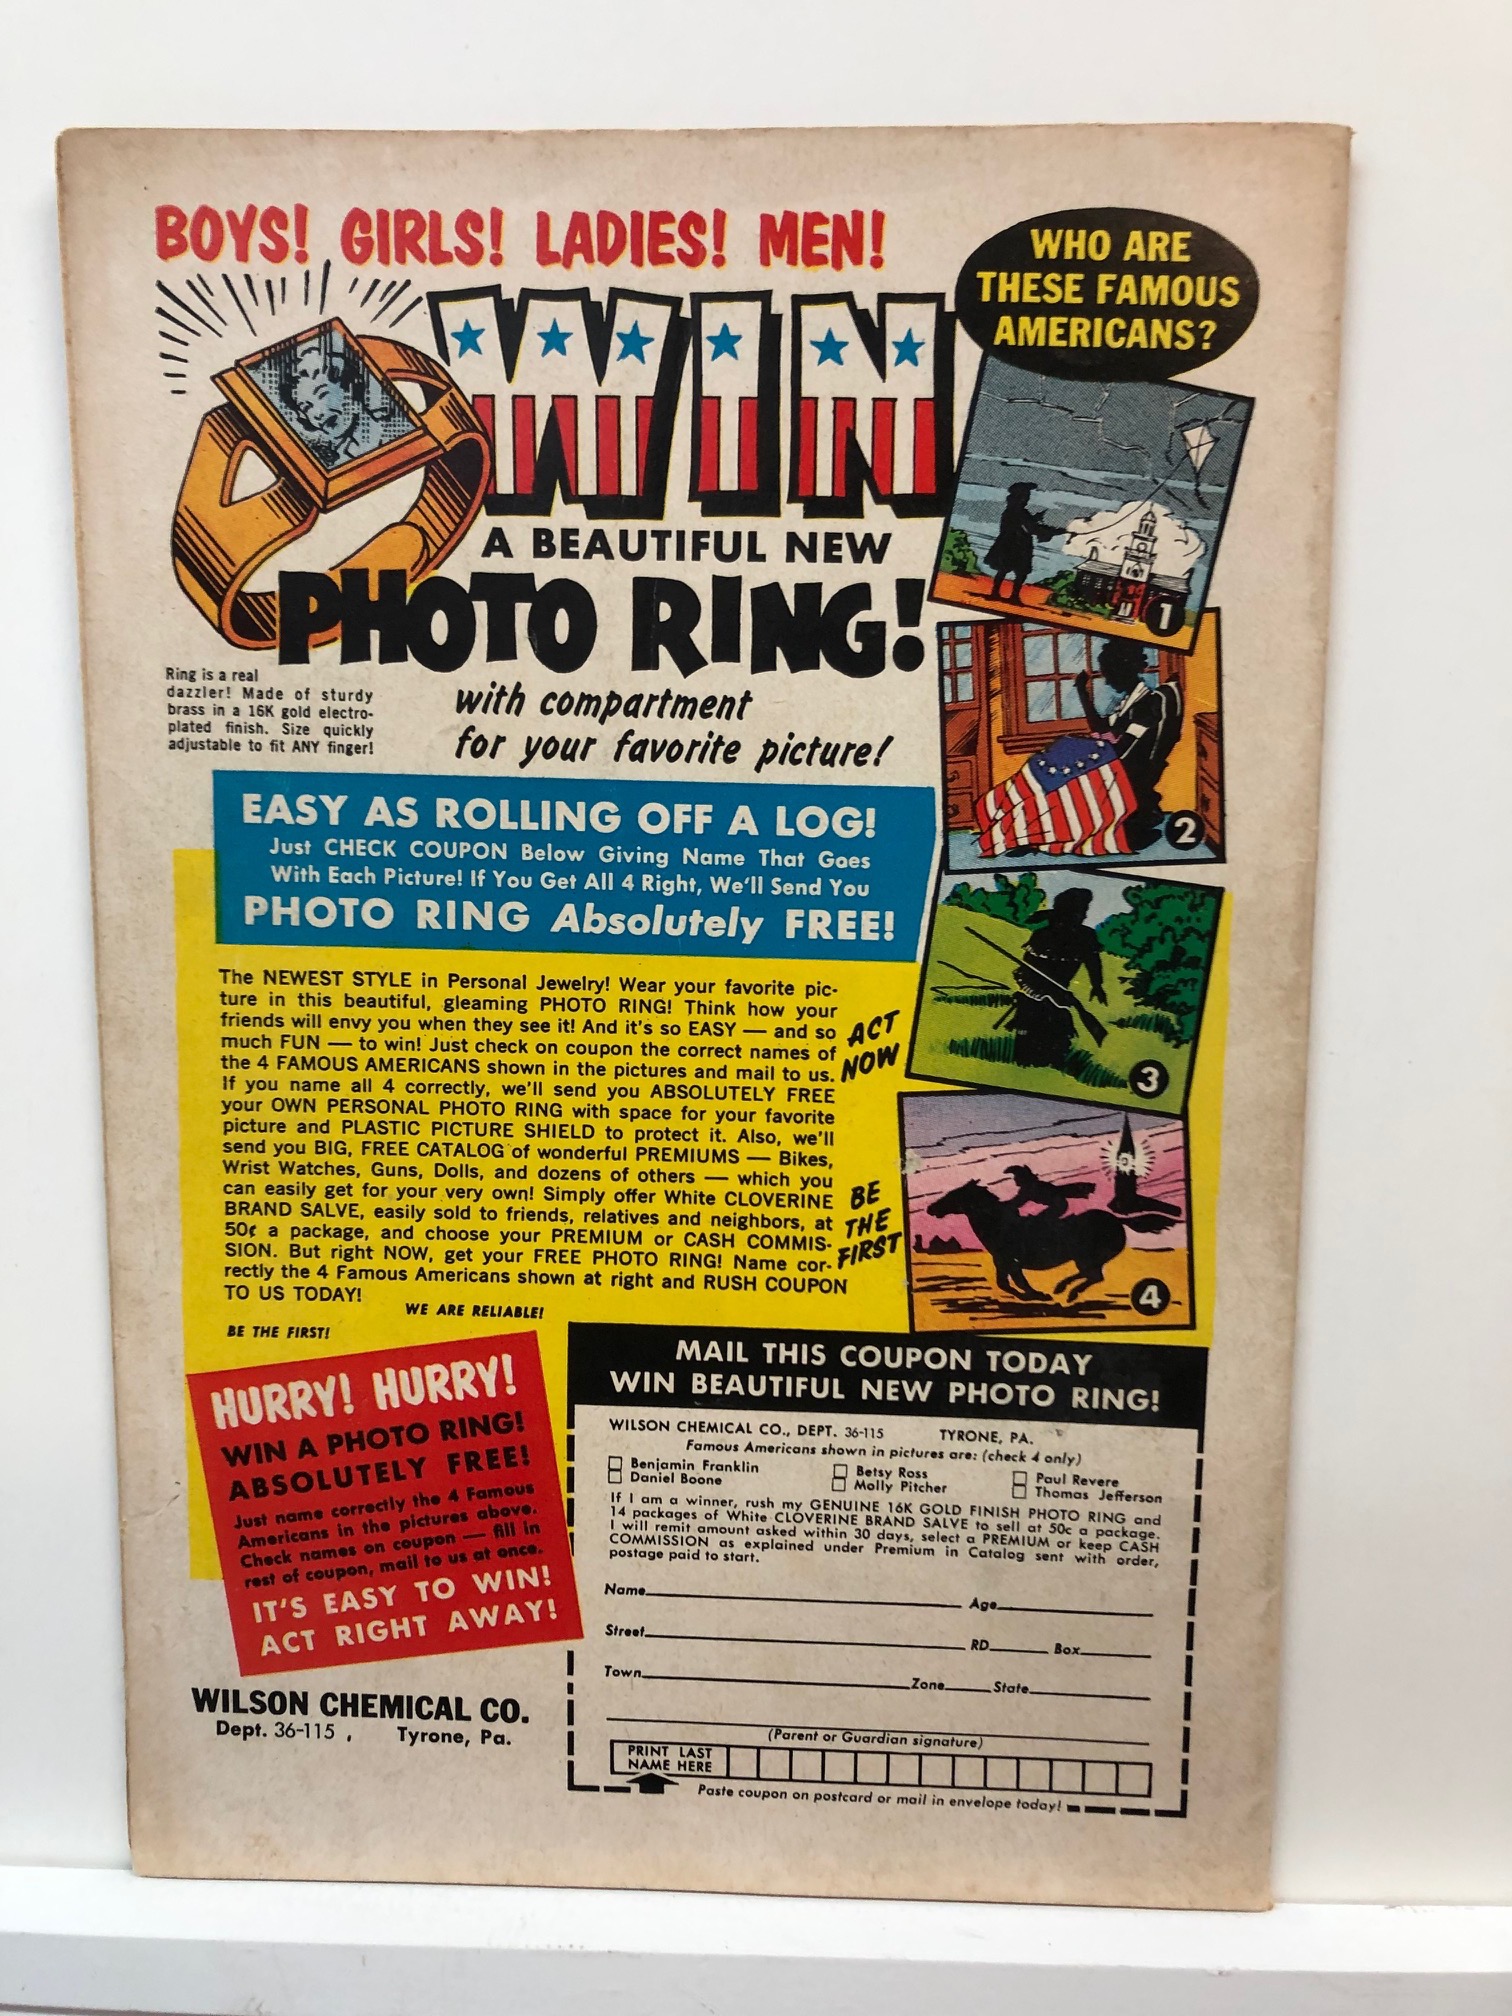 BOYS! GIRLS! LADIES! MEN!
WIN
A BEAUTIFUL NEW
PHOTO RING!
with compartment
for your favorite picture!
Ring is a real
dazzler! Made of sturdy
brass in a 16K gold electro-
plated finish. Size quickly
adjustable to fit ANY finger!
WHO ARE
THESE FAMOUS
AMERICANS?
1
2
3
4
EASY AS ROLLING OFF A LOG!
Just CHECK COUPON Below Giving Name That Goes
With Each Picture! If You Get All 4 Right, We'll Send You
PHOTO RING Absolutely FREE!
The NEWEST STYLE in Personal Jewelry! Wear your favorite pic-
ture in this beautiful, gleaming PHOTO RING! Think how your
friends will envy you when they see it! And it's so EASY — and so
much FUN — to win! Just check on coupon the correct names of
the 4 FAMOUS AMERICANS shown in the pictures and mail to us.
If you name all 4 correctly, we'll send you ABSOLUTELY FREE
your OWN PERSONAL PHOTO RING with space for your favorite
picture and PLASTIC PICTURE SHIELD to protect it. Also, we'll
send you BIG, FREE CATALOG of wonderful PREMIUMS — Bikes,
Wrist Watches, Guns, Dolls, and dozens of others — which you
can easily get for your very own! Simply offer White CLOVERINE
BRAND SALVE, easily sold to friends, relatives and neighbors, at
50¢ a package, and choose your PREMIUM or CASH COMMIS-
SION. But right NOW, get your FREE PHOTO RING! Name cor-
rectly the 4 Famous Americans shown at right and RUSH COUPON
TO US TODAY!
WE ARE RELIABLE!
BE THE FIRST!
ACT
NOW
BE
THE
FIRST
HURRY! HURRY!
WIN A PHOTO RING!
ABSOLUTELY FREE!
Just name correctly the 4 Famous
Americans in the pictures above.
Check names on coupon — fill in
rest of coupon, mail to us at once.
IT'S EASY TO WIN!
ACT RIGHT AWAY!
WILSON CHEMICAL CO.
Dept. 36-115, Tyrone, Pa.
MAIL THIS COUPON TODAY
WIN BEAUTIFUL NEW PHOTO RING!
WILSON CHEMICAL CO., DEPT. 36-115 TYRONE, PA.
Famous Americans shown in pictures are: (check 4 only)
Benjamin Franklin Betsy Ross Paul Revere
Daniel Boone Molly Pitcher Thomas Jefferson
If I am a winner, rush my GENUINE 16K GOLD FINISH PHOTO RING and
14 packages of White CLOVERINE BRAND SALVE to sell at 50c a package.
I will remit amount asked within 30 days, select a PREMIUM or keep CASH
COMMISSION as explained under Premium in Catalog sent with order,
postage paid to start.
Name Age
Street RD Box
Town Zone State
(Parent or Guardian signature)
PRINT LAST
NAME HERE
Paste coupon on postcard or mail in envelope today!